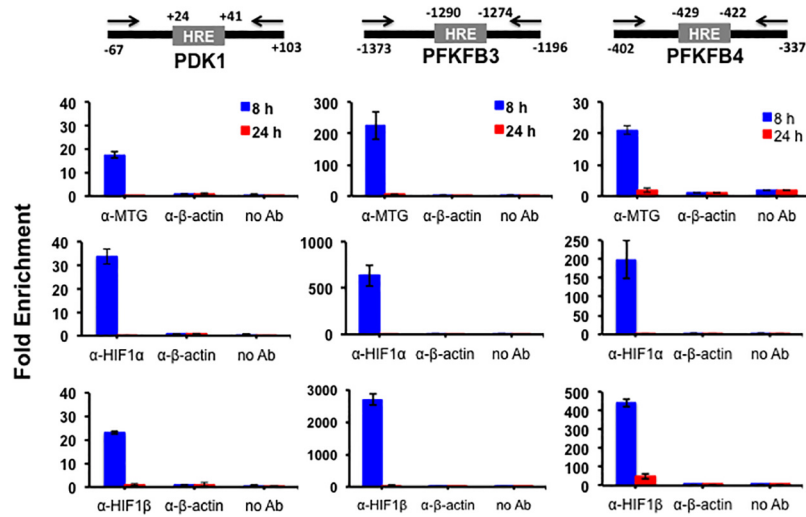 +24 +41
HRE
-67 +103
PDK1
-1290 -1274
HRE
-1373 -1196
PFKFB3
-429 -422
HRE
-402 -337
PFKFB4
Fold Enrichment
40
30
20
10
0
8 h
24 h
α-MTG α-β-actin no Ab
300
200
100
0
8 h
24 h
α-MTG α-β-actin no Ab
40
30
20
10
0
8 h
24 h
α-MTG α-β-actin no Ab
40
30
20
10
0
α-HIF1α α-β-actin no Ab
1000
500
0
α-HIF1α α-β-actin no Ab
250
200
150
100
50
0
α-HIF1α α-β-actin no Ab
40
30
20
10
0
α-HIF1β α-β-actin no Ab
3000
2000
1000
0
α-HIF1β α-β-actin no Ab
500
400
300
200
100
0
α-HIF1β α-β-actin no Ab